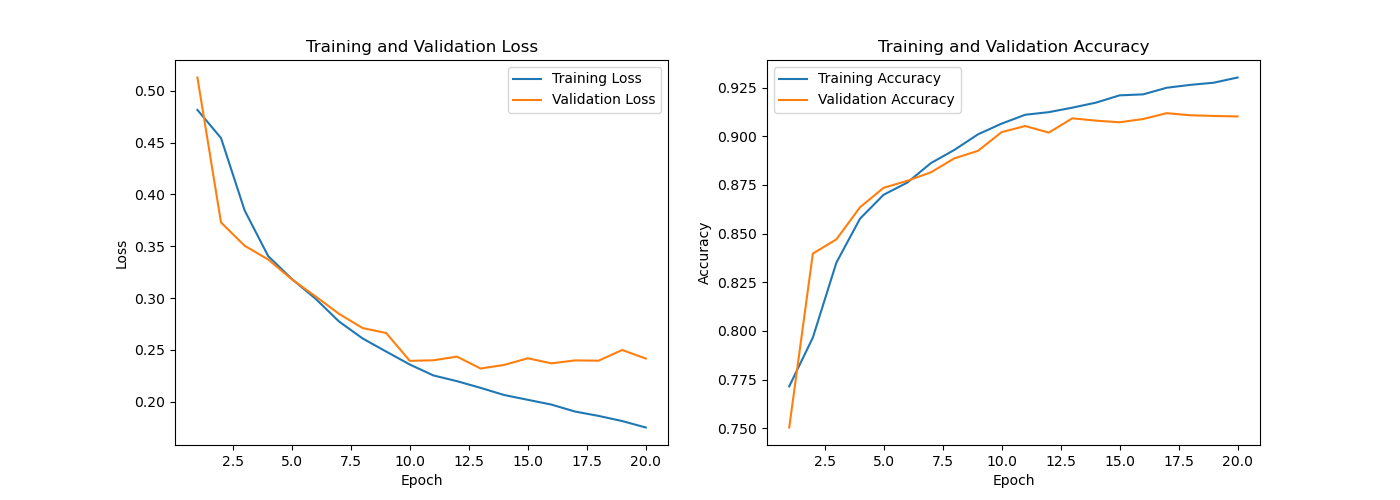 Training and Validation Loss
Training Loss
Validation Loss
0.50
0.45
0.40
0.35
0.30
0.25
0.20
Loss
2.5 5.0 7.5 10.0 12.5 15.0 17.5 20.0
Epoch
Training and Validation Accuracy
Training Accuracy
Validation Accuracy
0.925
0.900
0.875
0.850
0.825
0.800
0.775
0.750
Accuracy
2.5 5.0 7.5 10.0 12.5 15.0 17.5 20.0
Epoch